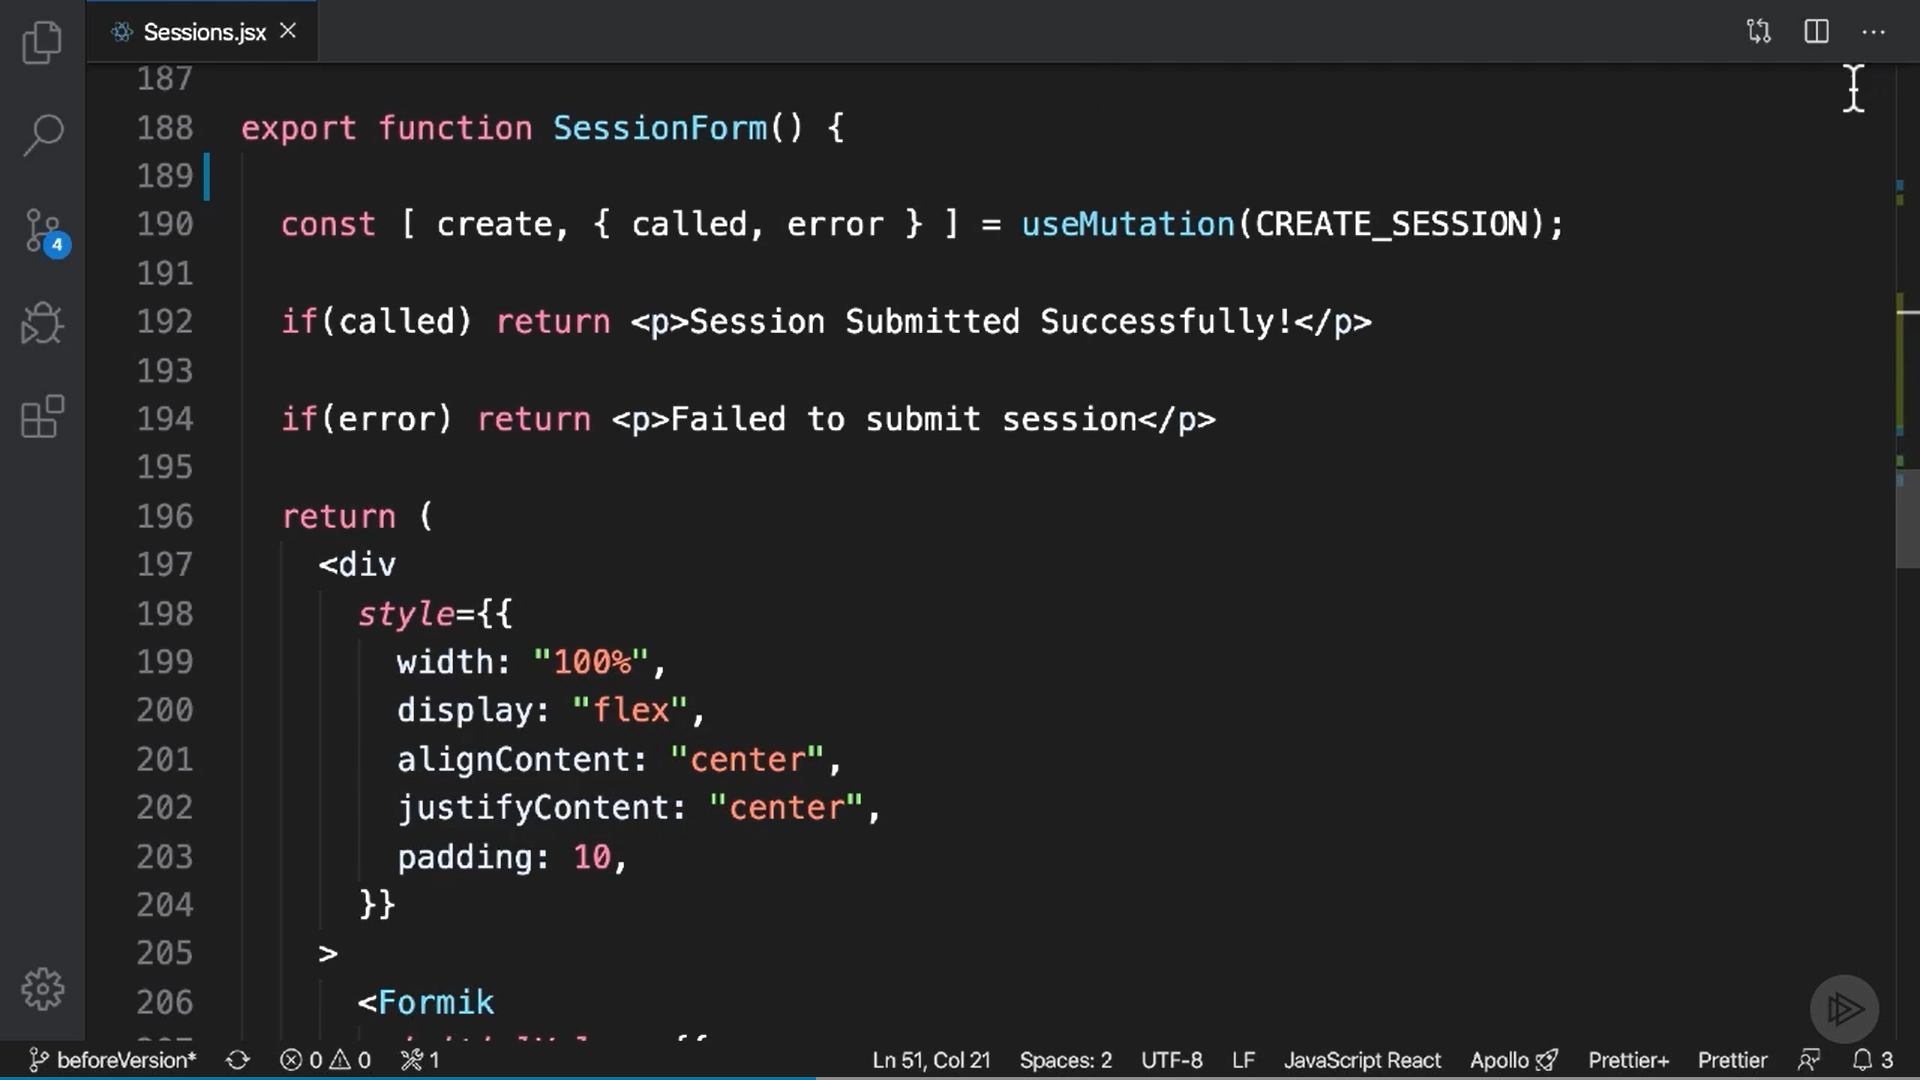 Sessions.jsx
187
188 export function SessionForm() {
189
190 const [ create, { called, error } ] = useMutation(CREATE_SESSION);
191
192 if(called) return <p>Session Submitted Successfully!</p>
193
194 if(error) return <p>Failed to submit session</p>
195
196 return (
197 <div
198 style={{
199 width: "100%",
200 display: "flex",
201 alignContent: "center",
202 justifyContent: "center",
203 padding: 10,
204 }}
205 >
206 <Formik
4
beforeVersion* 0 0 1 Ln 51, Col 21 Spaces: 2 UTF-8 LF JavaScript React Apollo Prettier+ Prettier 3